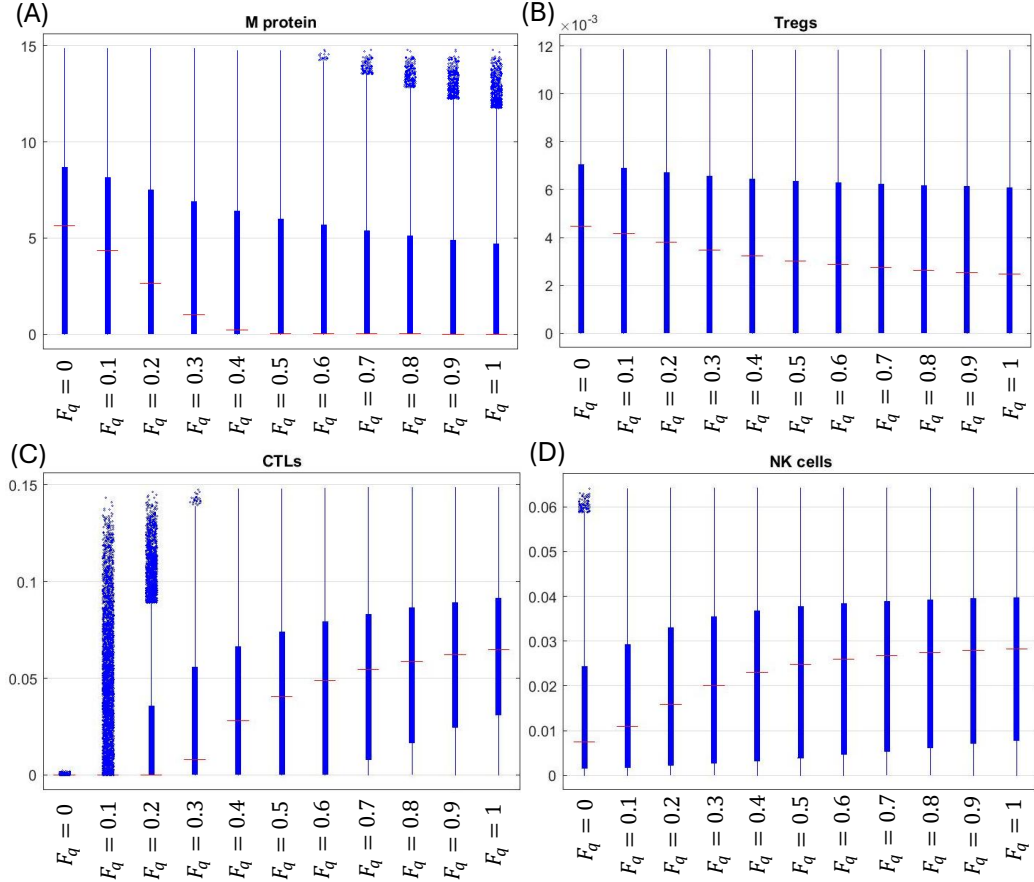 (A)
M protein
15
10
5
0
F_q = 0
F_q = 0.1
F_q = 0.2
F_q = 0.3
F_q = 0.4
F_q = 0.5
F_q = 0.6
F_q = 0.7
F_q = 0.8
F_q = 0.9
F_q = 1
(B)
Tregs
×10⁻³
12
10
8
6
4
2
0
F_q = 0
F_q = 0.1
F_q = 0.2
F_q = 0.3
F_q = 0.4
F_q = 0.5
F_q = 0.6
F_q = 0.7
F_q = 0.8
F_q = 0.9
F_q = 1
(C)
CTLs
0.15
0.1
0.05
0
F_q = 0
F_q = 0.1
F_q = 0.2
F_q = 0.3
F_q = 0.4
F_q = 0.5
F_q = 0.6
F_q = 0.7
F_q = 0.8
F_q = 0.9
F_q = 1
(D)
NK cells
0.06
0.05
0.04
0.03
0.02
0.01
0
F_q = 0
F_q = 0.1
F_q = 0.2
F_q = 0.3
F_q = 0.4
F_q = 0.5
F_q = 0.6
F_q = 0.7
F_q = 0.8
F_q = 0.9
F_q = 1